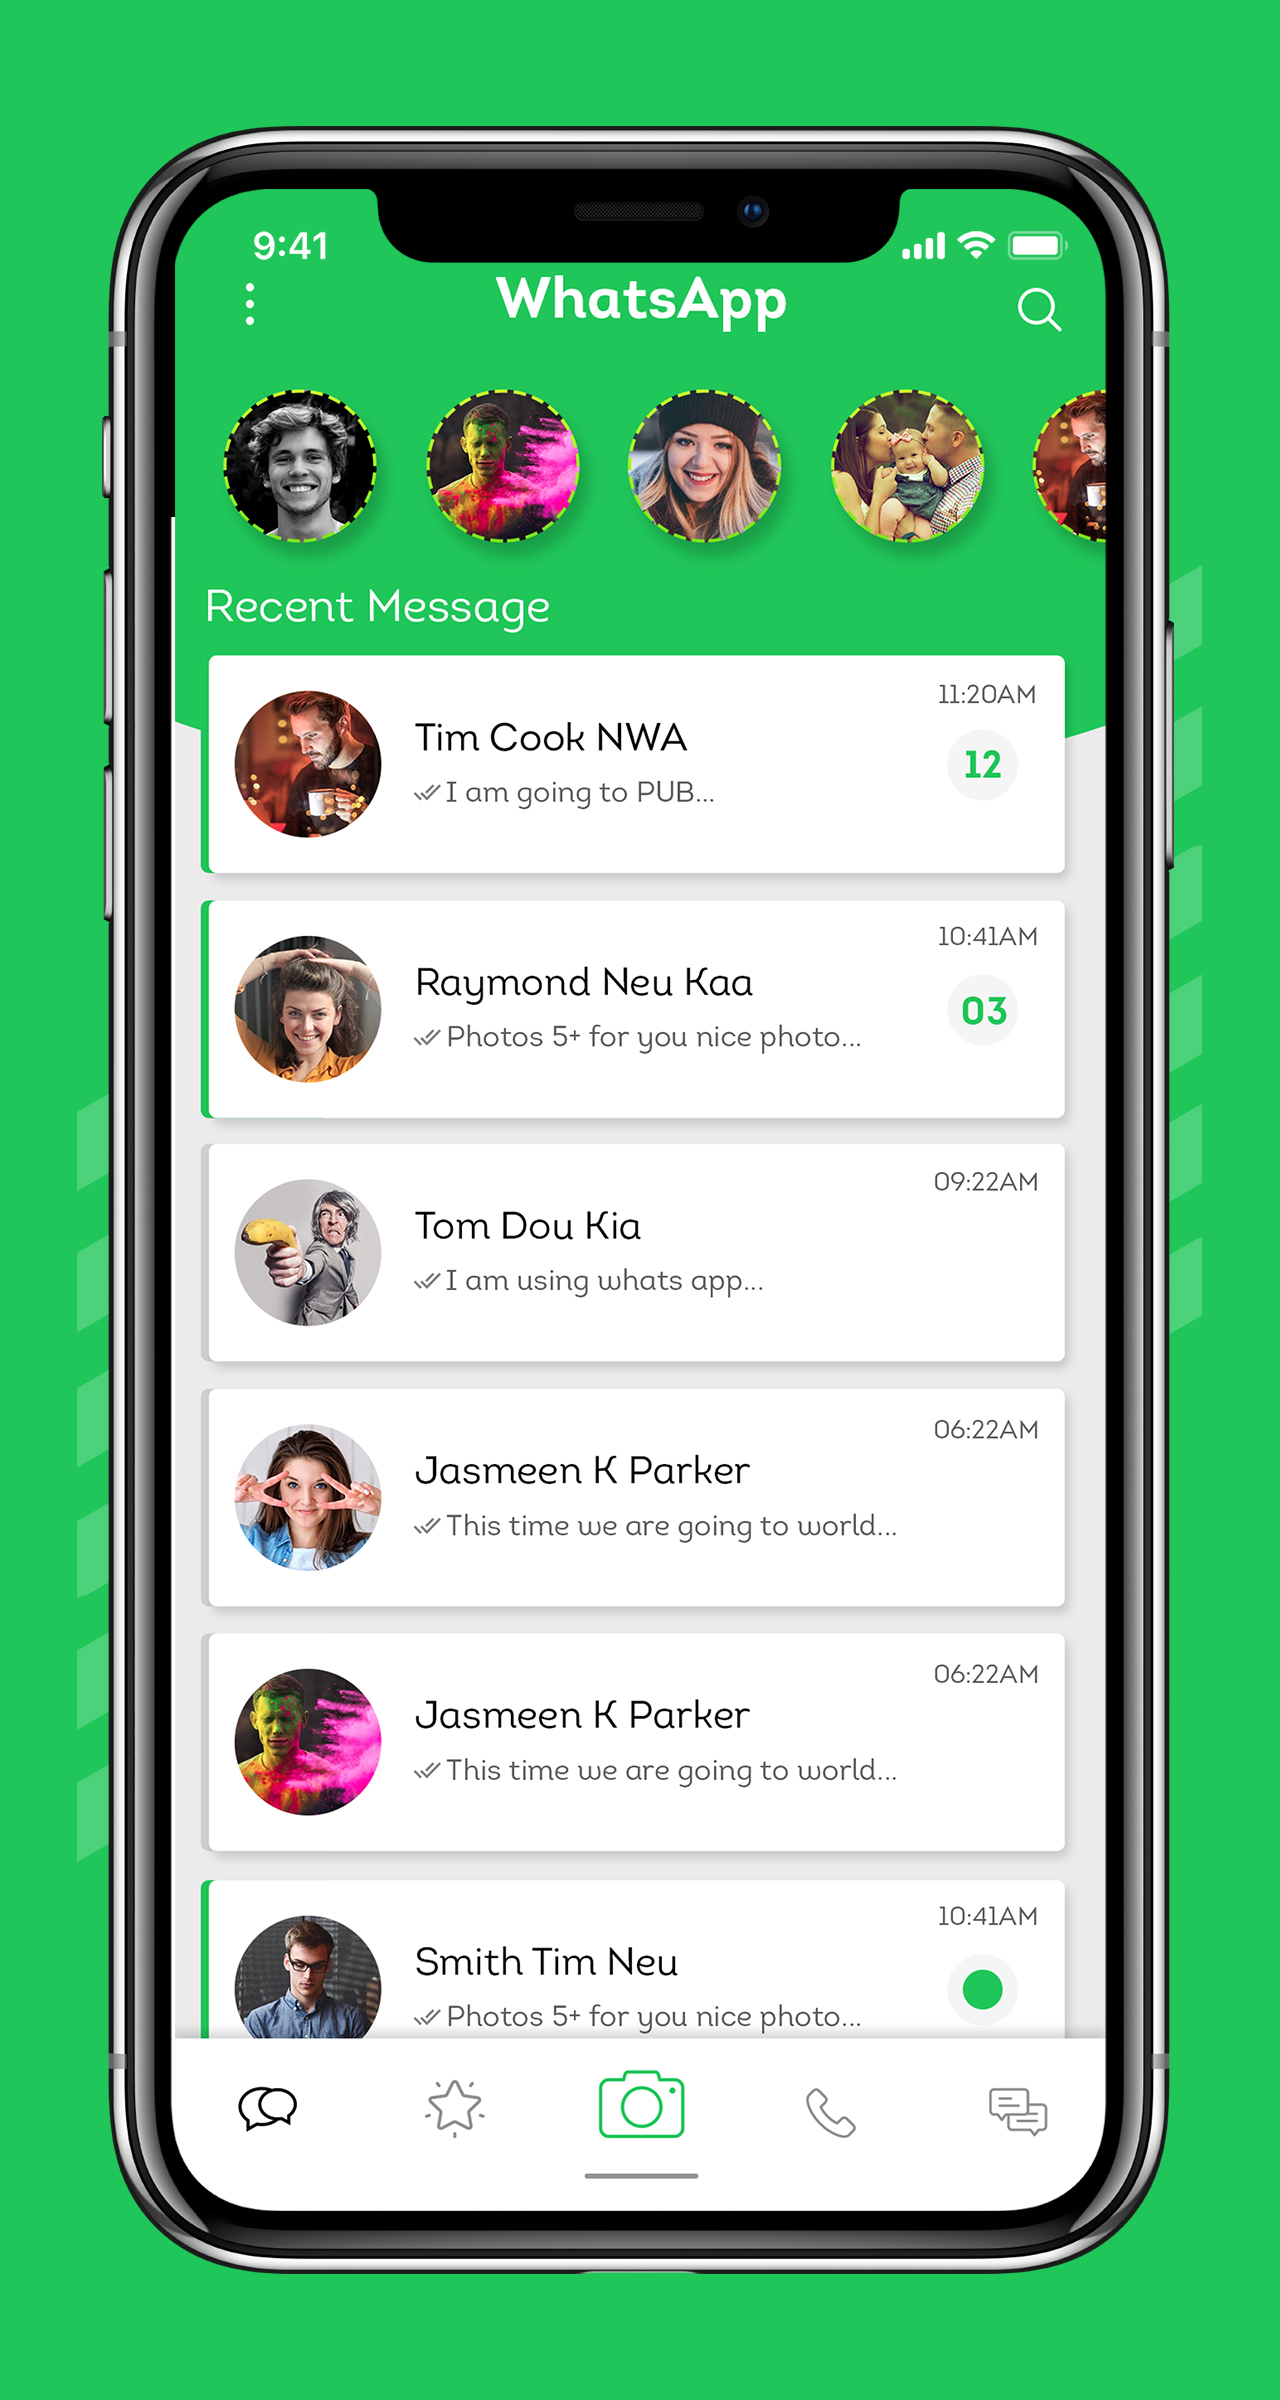 9:41
WhatsApp
Recent Message
11:20AM
Tim Cook NWA
12
I am going to PUB...
10:41AM
Raymond Neu Kaa
03
Photos 5+ for you nice photo...
09:22AM
Tom Dou Kia
I am using whats app...
06:22AM
Jasmeen K Parker
This time we are going to world...
06:22AM
Jasmeen K Parker
This time we are going to world...
10:41AM
Smith Tim Neu
Photos 5+ for you nice photo...